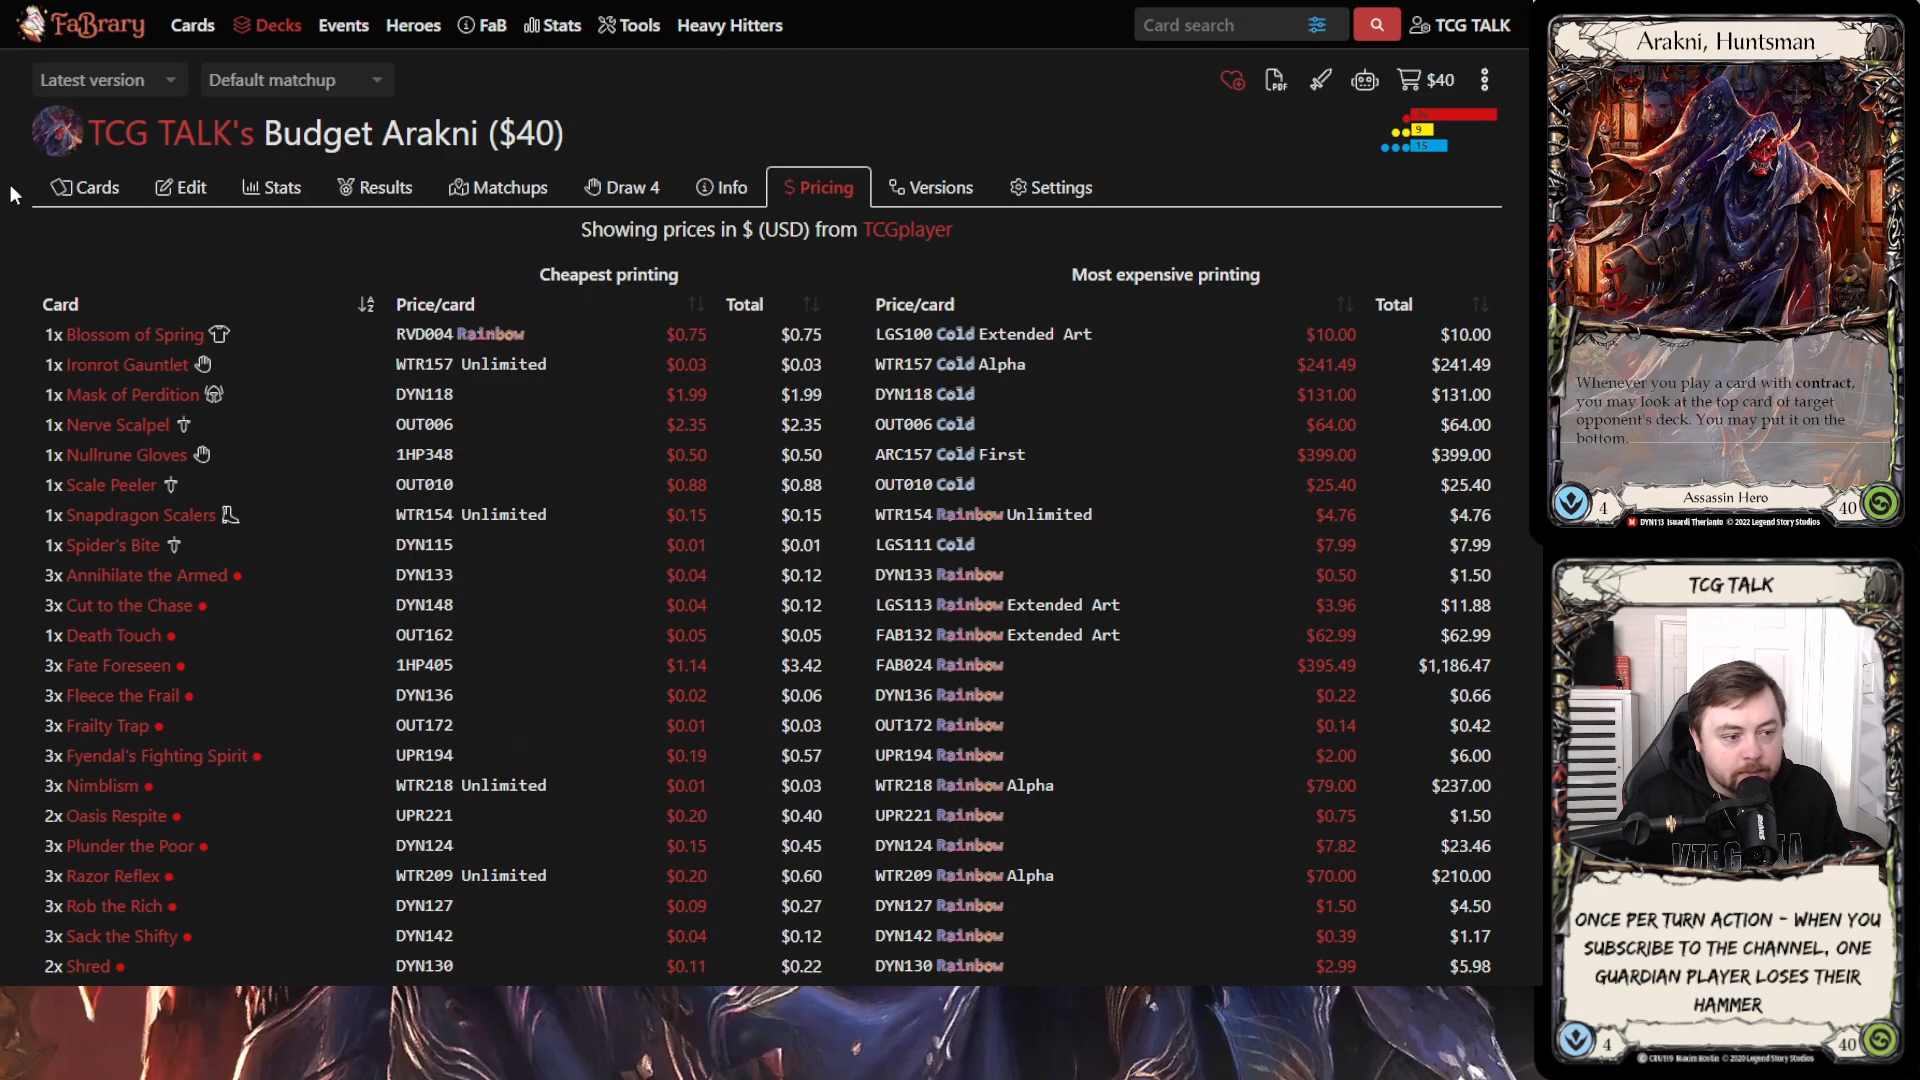 FaBrary Cards Decks Events Heroes FaB Stats Tools Heavy Hitters Card search TCG TALK
Latest version Default matchup $40
TCG TALK's Budget Arakni ($40)
9
15
Cards Edit Stats Results Matchups Draw 4 Info $ Pricing Versions Settings
Showing prices in $ (USD) from TCGplayer
Cheapest printing Most expensive printing
Card Price/card Total Price/card Total
1x Blossom of Spring RVD004 Rainbow $0.75 $0.75 LGS100 Cold Extended Art $10.00 $10.00
1x Ironrot Gauntlet WTR157 Unlimited $0.03 $0.03 WTR157 Cold Alpha $241.49 $241.49
1x Mask of Perdition DYN118 $1.99 $1.99 DYN118 Cold $131.00 $131.00
1x Nerve Scalpel OUT006 $2.35 $2.35 OUT006 Cold $64.00 $64.00
1x Nullrune Gloves 1HP348 $0.50 $0.50 ARC157 Cold First $399.00 $399.00
1x Scale Peeler OUT010 $0.88 $0.88 OUT010 Cold $25.40 $25.40
1x Snapdragon Scalers WTR154 Unlimited $0.15 $0.15 WTR154 Rainbow Unlimited $4.76 $4.76
1x Spider's Bite DYN115 $0.01 $0.01 LGS111 Cold $7.99 $7.99
3x Annihilate the Armed DYN133 $0.04 $0.12 DYN133 Rainbow $0.50 $1.50
3x Cut to the Chase DYN148 $0.04 $0.12 LGS113 Rainbow Extended Art $3.96 $11.88
1x Death Touch OUT162 $0.05 $0.05 FAB132 Rainbow Extended Art $62.99 $62.99
3x Fate Foreseen 1HP405 $1.14 $3.42 FAB024 Rainbow $395.49 $1,186.47
3x Fleece the Frail DYN136 $0.02 $0.06 DYN136 Rainbow $0.22 $0.66
3x Frailty Trap OUT172 $0.01 $0.03 OUT172 Rainbow $0.14 $0.42
3x Fyendal's Fighting Spirit UPR194 $0.19 $0.57 UPR194 Rainbow $2.00 $6.00
3x Nimblism WTR218 Unlimited $0.01 $0.03 WTR218 Rainbow Alpha $79.00 $237.00
2x Oasis Respite UPR221 $0.20 $0.40 UPR221 Rainbow $0.75 $1.50
3x Plunder the Poor DYN124 $0.15 $0.45 DYN124 Rainbow $7.82 $23.46
3x Razor Reflex WTR209 Unlimited $0.20 $0.60 WTR209 Rainbow Alpha $70.00 $210.00
3x Rob the Rich DYN127 $0.09 $0.27 DYN127 Rainbow $1.50 $4.50
3x Sack the Shifty DYN142 $0.04 $0.12 DYN142 Rainbow $0.39 $1.17
2x Shred DYN130 $0.11 $0.22 DYN130 Rainbow $2.99 $5.98
Arakni, Huntsman
Whenever you play a card with contract,
you may look at the top card of target
opponent's deck. You may put it on the
bottom.
4 Assassin Hero 40
M DYN113 Isuardi Therianto © 2022 Legend Story Studios
TCG TALK
ONCE PER TURN ACTION - WHEN YOU
SUBSCRIBE TO THE CHANNEL, ONE
GUARDIAN PLAYER LOSES THEIR
HAMMER
4 40
C CRU119 Maxim Kostin © 2020 Legend Story Studios